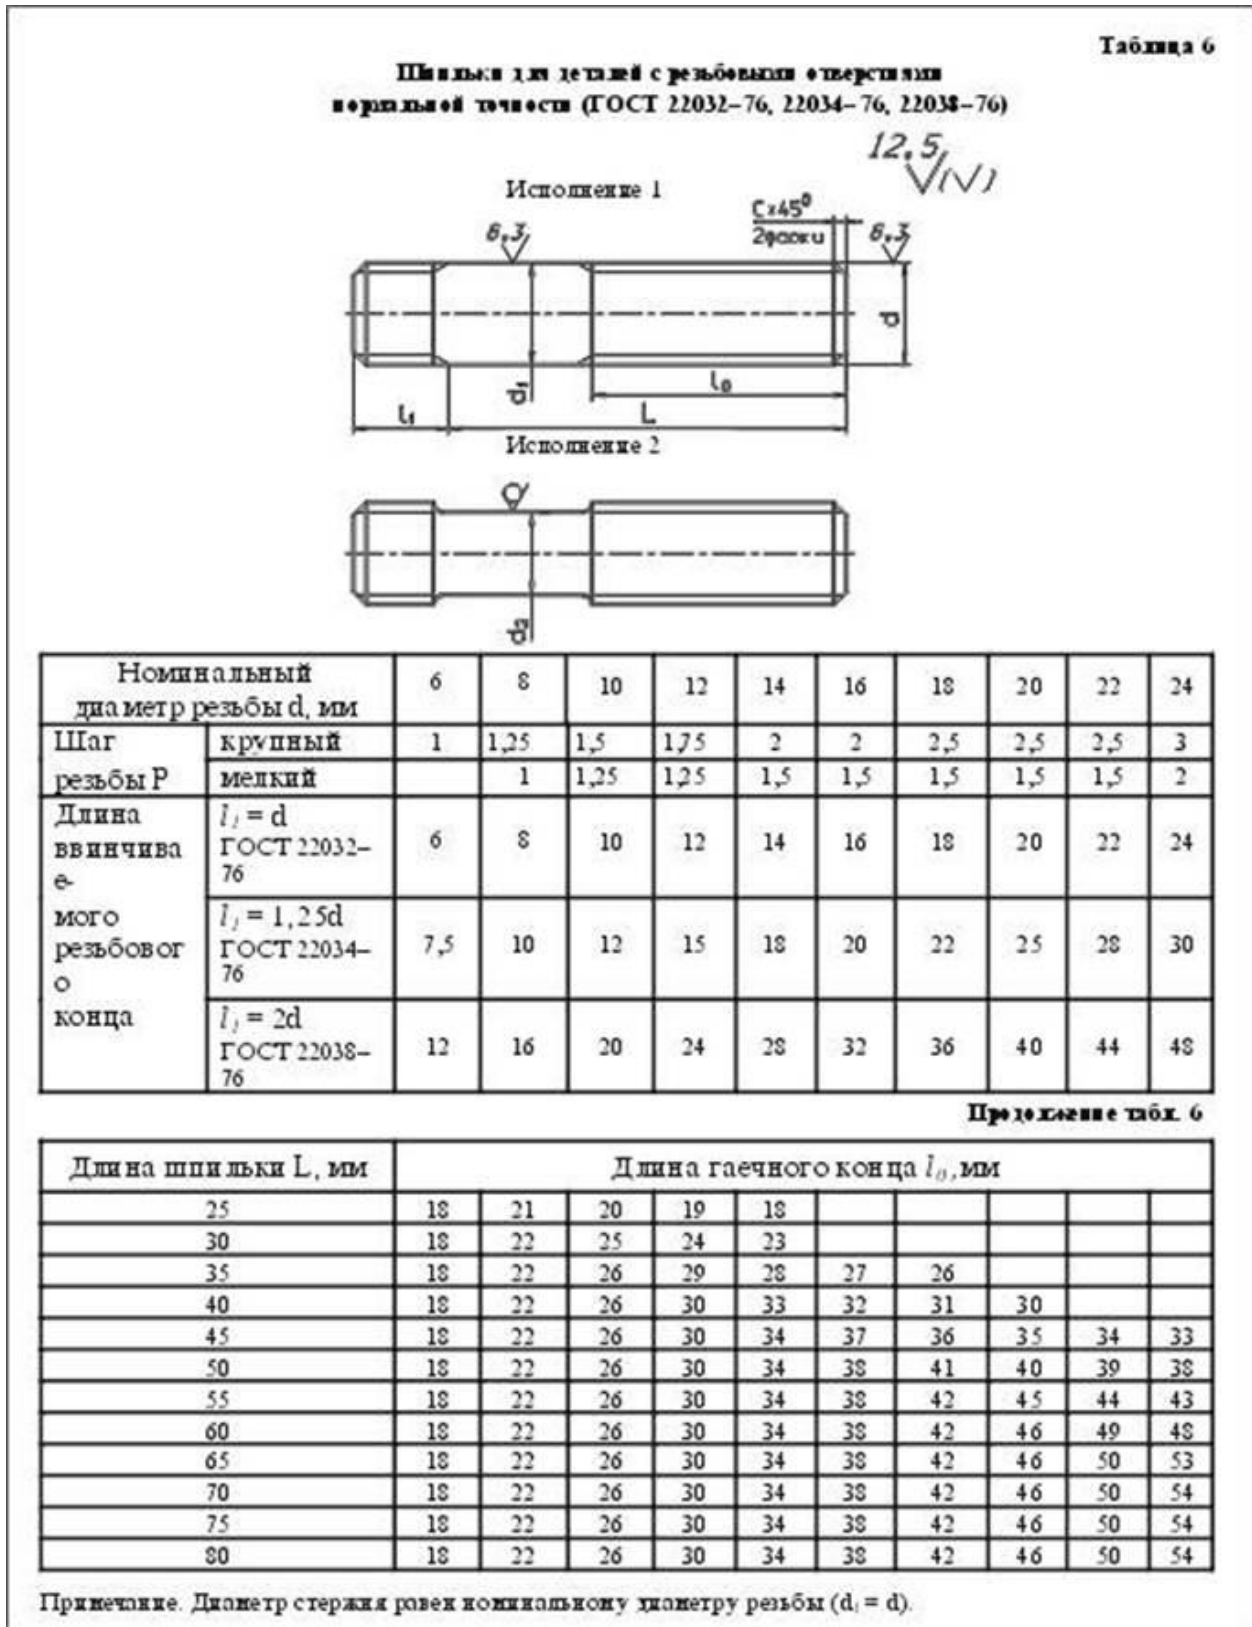 Таблица 6
Шпильки для деталей с резьбовыми отверстиями
нормальной точности (ГОСТ 22032–76, 22034–76, 22038–76)
12.5 (√)
Исполнение 1
C×45⁰
2фаски
6.3
6.3
d
d₁
l₀
l₁
L
Исполнение 2
d₂
Номинальный
диаметр резьбы d, мм
6 8 10 12 14 16 18 20 22 24
Шаг
резьбы P
крупный 1 1,25 1,5 1,75 2 2 2,5 2,5 2,5 3
мелкий 1 1,25 1,25 1,5 1,5 1,5 1,5 1,5 2
Длина
ввинчива
е-
мого
резьбовог
о
конца
l₁ = d
ГОСТ 22032–
76
6 8 10 12 14 16 18 20 22 24
l₁ = 1,25d
ГОСТ 22034–
76
7,5 10 12 15 18 20 22 25 28 30
l₁ = 2d
ГОСТ 22038–
76
12 16 20 24 28 32 36 40 44 48
Продолжение табл. 6
Длина шпильки L, мм Длина гаечного конца l₀, мм
25 18 21 20 19 18
30 18 22 25 24 23
35 18 22 26 29 28 27 26
40 18 22 26 30 33 32 31 30
45 18 22 26 30 34 37 36 35 34 33
50 18 22 26 30 34 38 41 40 39 38
55 18 22 26 30 34 38 42 45 44 43
60 18 22 26 30 34 38 42 46 49 48
65 18 22 26 30 34 38 42 46 50 53
70 18 22 26 30 34 38 42 46 50 54
75 18 22 26 30 34 38 42 46 50 54
80 18 22 26 30 34 38 42 46 50 54
Примечание. Диаметр стержня равен номинальному диаметру резьбы (d₁ = d).